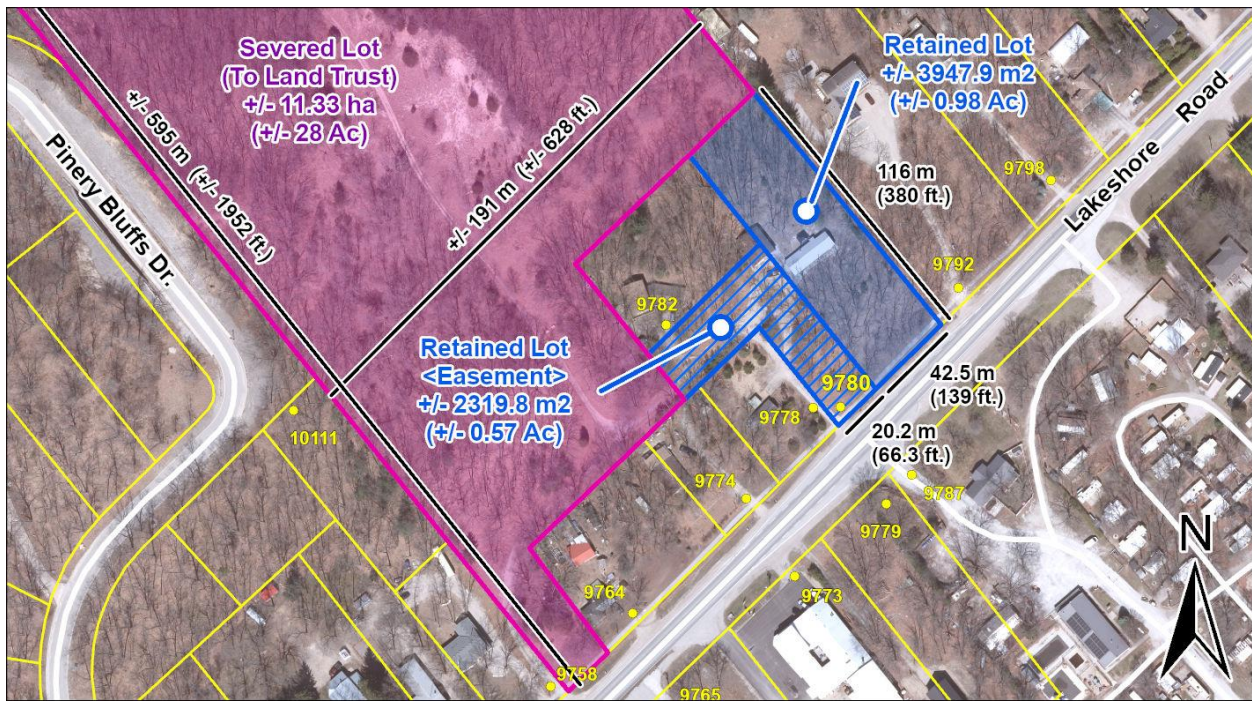 Severed Lot
(To Land Trust)
+/- 11.33 ha
(+/- 28 Ac)
Retained Lot
+/- 3947.9 m2
(+/- 0.98 Ac)
+/- 595 m (+/- 1952 ft.)
+/- 191 m (+/- 628 ft.)
Pinery Bluffs Dr.
Lakeshore Road
116 m
(380 ft.)
9798
9792
9782
Retained Lot
<Easement>
+/- 2319.8 m2
(+/- 0.57 Ac)
42.5 m
(139 ft.)
9780
9778
20.2 m
(66.3 ft.)
10111
9774
9787
9779
N
9764
9773
9758
9765